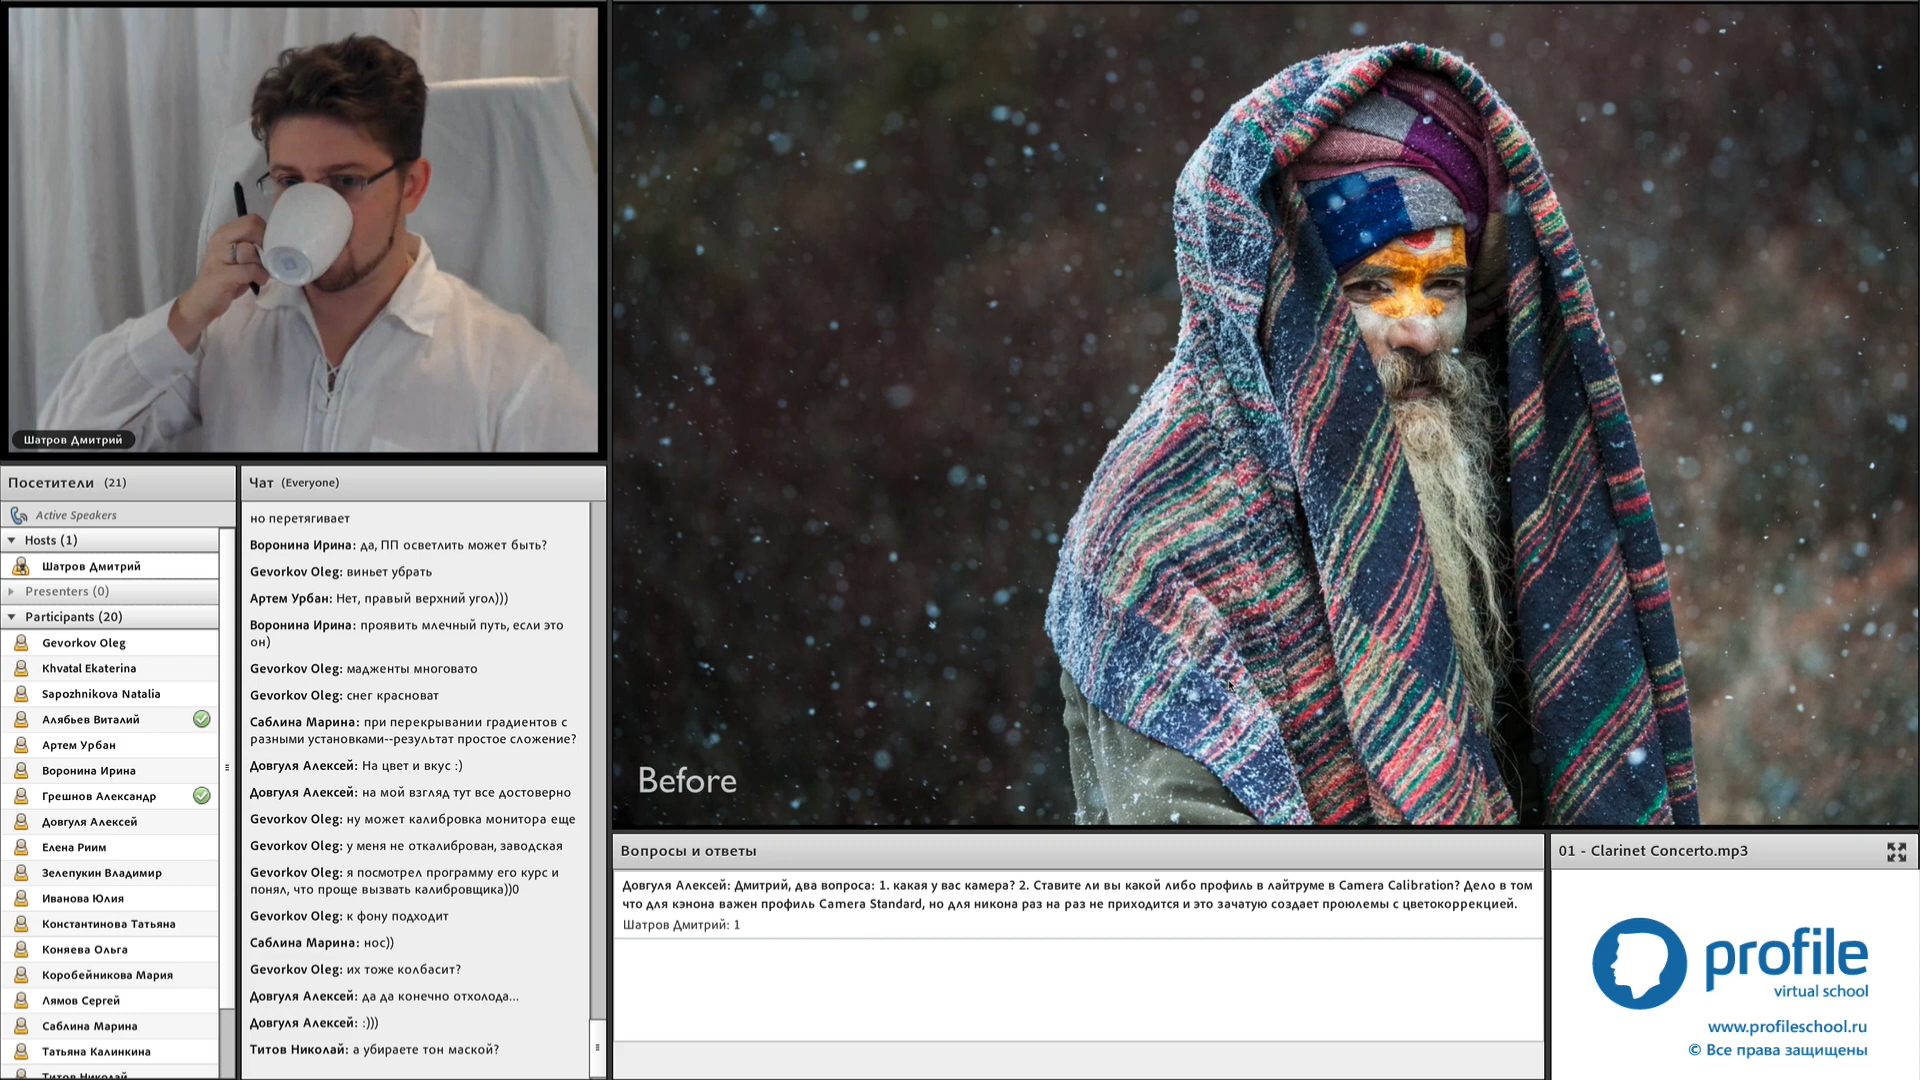 Шатров Дмитрий
Посетители (21)
Active Speakers
Hosts (1)
Шатров Дмитрий
Presenters (0)
Participants (20)
Gevorkov Oleg
Khvatal Ekaterina
Sapozhnikova Natalia
Алябьев Виталий
Артем Урбан
Воронина Ирина
Грешнов Александр
Довгуля Алексей
Елена Риим
Зелепукин Владимир
Иванова Юлия
Константинова Татьяна
Коняева Ольга
Коробейникова Мария
Лямов Сергей
Саблина Марина
Татьяна Калинкина
Титов Николай
Чат (Everyone)
но перетягивает
Воронина Ирина: да, ПП осветлить может быть?
Gevorkov Oleg: виньет убрать
Артем Урбан: Нет, правый верхний угол)))
Воронина Ирина: проявить млечный путь, если это
он)
Gevorkov Oleg: мадженты многовато
Gevorkov Oleg: снег красноват
Саблина Марина: при перекрывании градиентов с
разными установками--результат простое сложение?
Довгуля Алексей: На цвет и вкус :)
Довгуля Алексей: на мой взгляд тут все достоверно
Gevorkov Oleg: ну может калибровка монитора еще
Gevorkov Oleg: у меня не откалиброван, заводская
Gevorkov Oleg: я посмотрел программу его курс и
понял, что проще вызвать калибровщика))0
Gevorkov Oleg: к фону подходит
Саблина Марина: нос))
Gevorkov Oleg: их тоже колбасит?
Довгуля Алексей: да да конечно отхолода...
Довгуля Алексей: :)))
Титов Николай: а убираете тон маской?
Before
Вопросы и ответы
Довгуля Алексей: Дмитрий, два вопроса: 1. какая у вас камера? 2. Ставите ли вы какой либо профиль в лайтруме в Camera Calibration? Дело в том
что для кэнона важен профиль Camera Standard, но для никона раз на раз не приходится и это зачатую создает проюлемы с цветокоррекцией.
Шатров Дмитрий: 1
01 - Clarinet Concerto.mp3
profile
virtual school
www.profileschool.ru
© Все права защищены